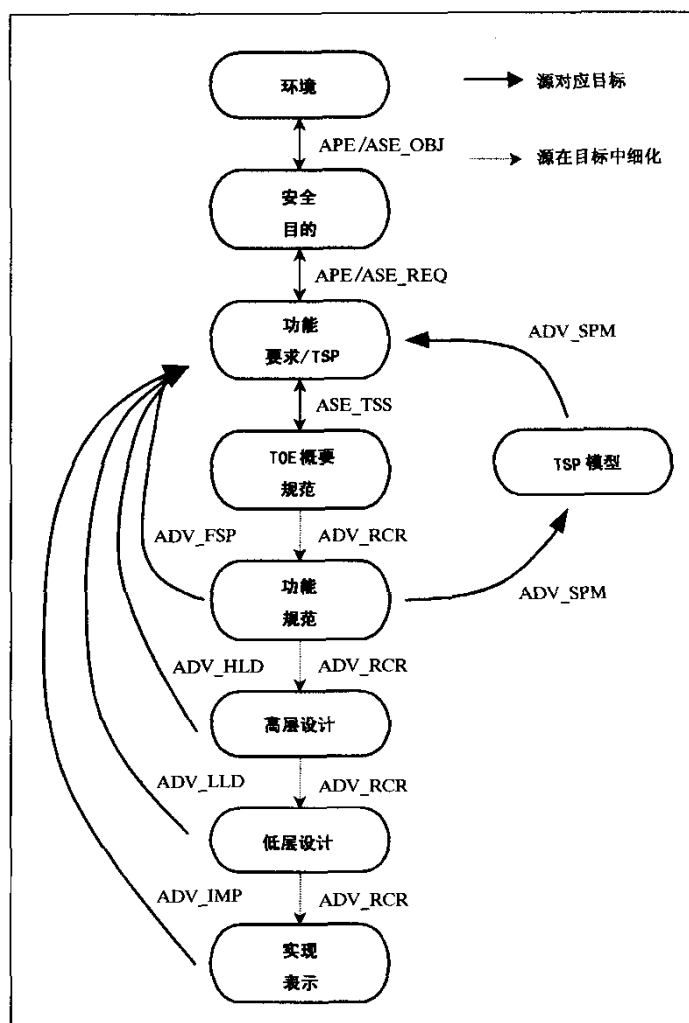 环境
源对应目标
APE/ASE_OBJ
源在目标中细化
安全
目的
APE/ASE_REQ
功能
要求/TSP
ADV_SPM
ASE_TSS
TOE概要
规范
TSP模型
ADV_FSP
ADV_RCR
功能
规范
ADV_SPM
ADV_HLD
ADV_RCR
高层设计
ADV_LLD
ADV_RCR
低层设计
ADV_IMP
ADV_RCR
实现
表示